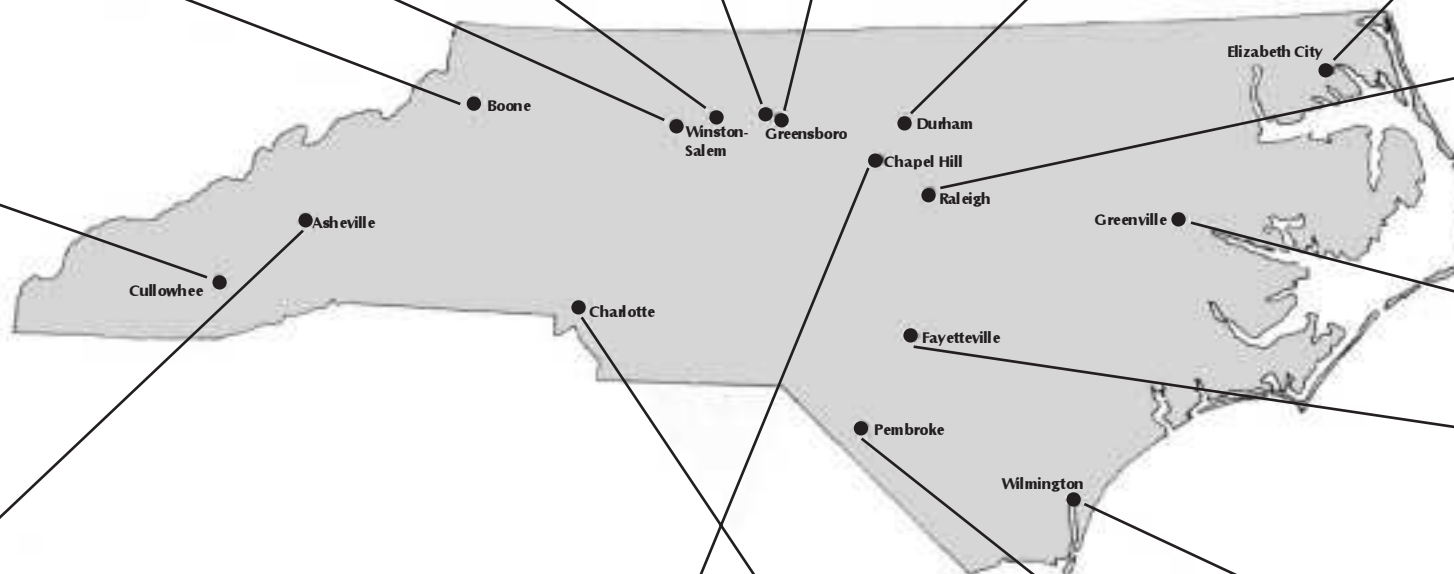 Elizabeth City
Boone
Winston-
Salem
Greensboro
Durham
Chapel Hill
Raleigh
Asheville
Greenville
Cullowhee
Charlotte
Fayetteville
Pembroke
Wilmington